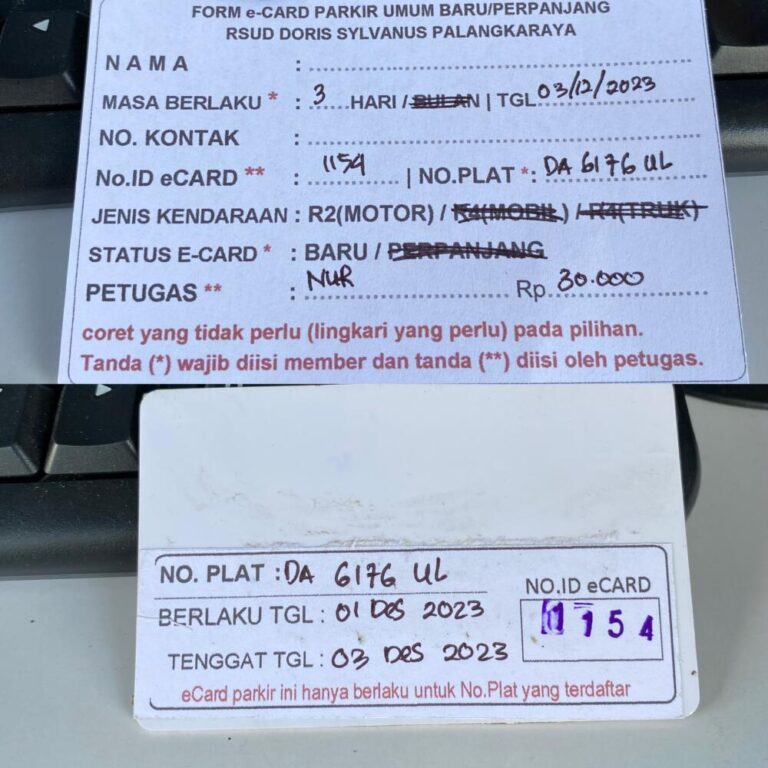 FORM e-CARD PARKIR UMUM BARU/PERPANJANG
RSUD DORIS SYLVANUS PALANGKARAYA
NAMA :
MASA BERLAKU * : 3 HARI / BULAN | TGL 03/12/2023
NO. KONTAK :
No.ID eCARD ** : 1154 | NO.PLAT *: DA 6176 UL
JENIS KENDARAAN : R2(MOTOR) / R4(MOBIL) / R4(TRUK)
STATUS E-CARD * : BARU / PERPANJANG
PETUGAS ** : NUR Rp. 30.000
coret yang tidak perlu (lingkari yang perlu) pada pilihan.
Tanda (*) wajib diisi member dan tanda (**) diisi oleh petugas.
NO. PLAT : DA 6176 UL
NO.ID eCARD
BERLAKU TGL : 01 DES 2023
1154
TENGGAT TGL : 03 DES 2023
eCard parkir ini hanya berlaku untuk No.Plat yang terdaftar